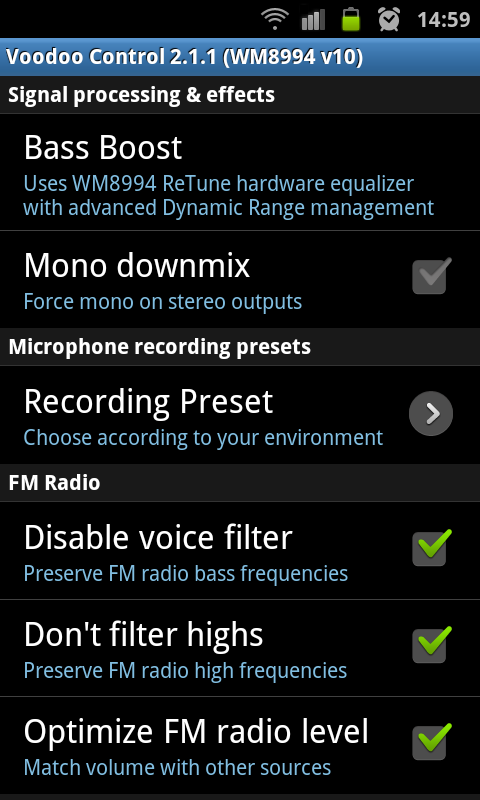 14:59
Voodoo Control 2.1.1 (WM8994 v10)
Signal processing & effects
Bass Boost
Uses WM8994 ReTune hardware equalizer
with advanced Dynamic Range management
Mono downmix
Force mono on stereo outputs
Microphone recording presets
Recording Preset
Choose according to your environment
FM Radio
Disable voice filter
Preserve FM radio bass frequencies
Don't filter highs
Preserve FM radio high frequencies
Optimize FM radio level
Match volume with other sources